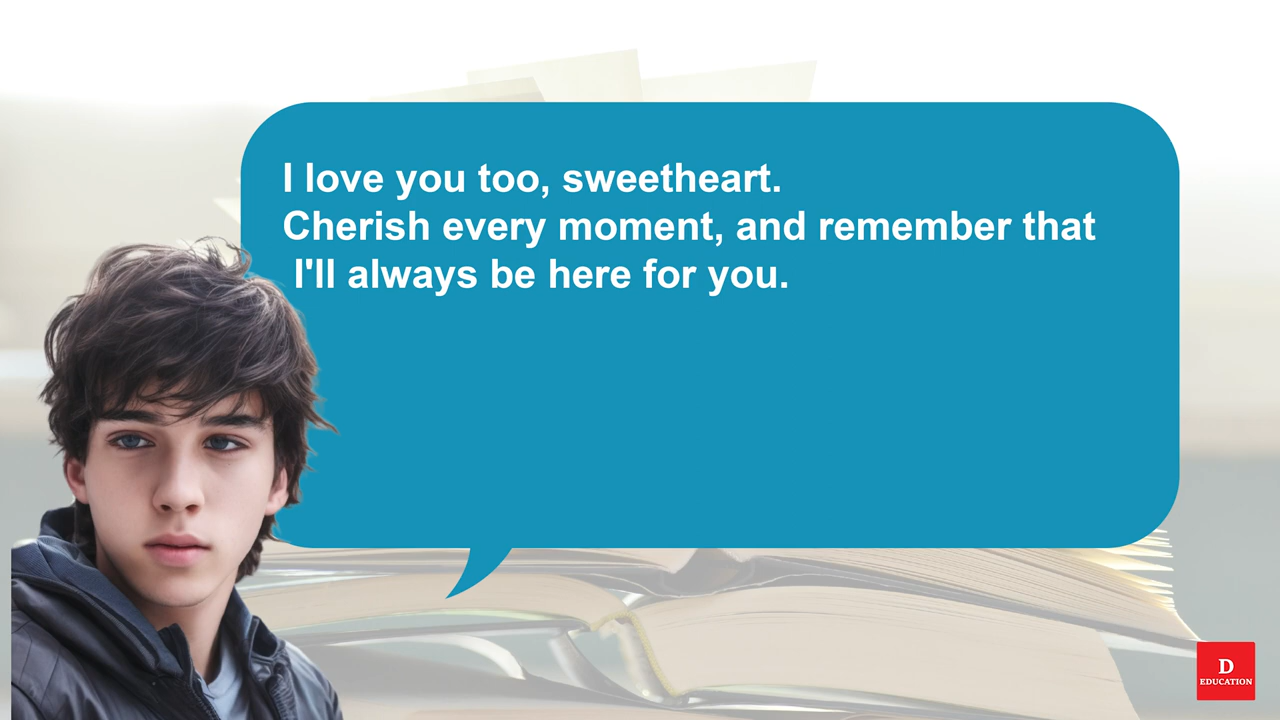 I love you too, sweetheart.
Cherish every moment, and remember that
I'll always be here for you.
D
EDUCATION